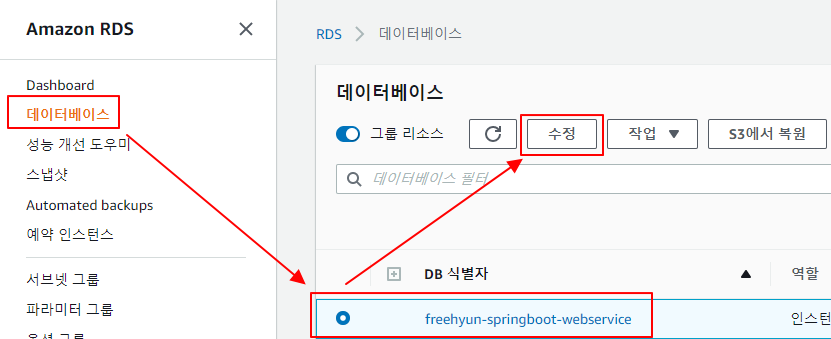 Amazon RDS
Dashboard
데이터베이스
성능 개선 도우미
스냅샷
Automated backups
예약 인스턴스
서브넷 그룹
파라미터 그룹
옵션 그룹
RDS > 데이터베이스
데이터베이스
그룹 리소스 수정 작업 S3에서 복원
데이터베이스 필터
DB 식별자 역할
freehyun-springboot-webservice 인스턴